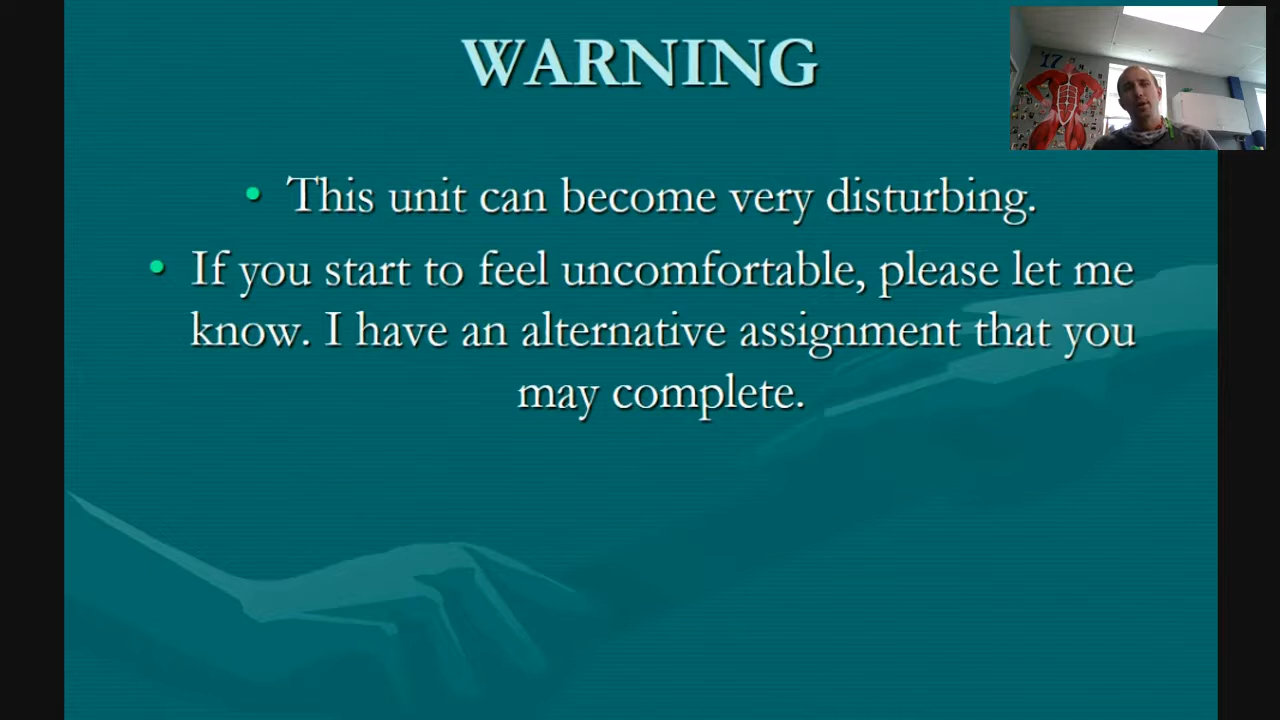 WARNING
• This unit can become very disturbing.
• If you start to feel uncomfortable, please let me
know. I have an alternative assignment that you
may complete.
'17